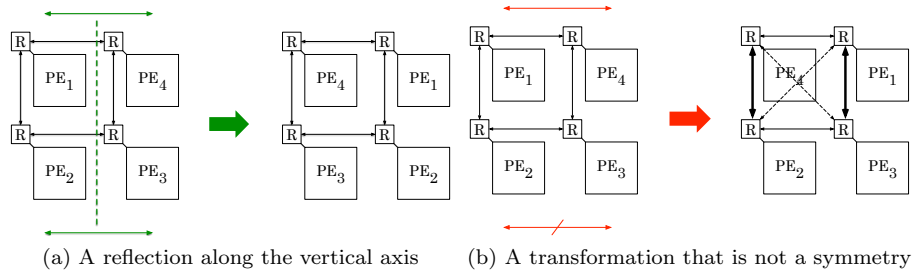 R R R R R R R R
PE1 PE4 PE4 PE1 PE1 PE4 PE4 PE1
R R R R R R R R
PE2 PE3 PE3 PE2 PE2 PE3 PE2 PE3
(a) A reflection along the vertical axis
(b) A transformation that is not a symmetry